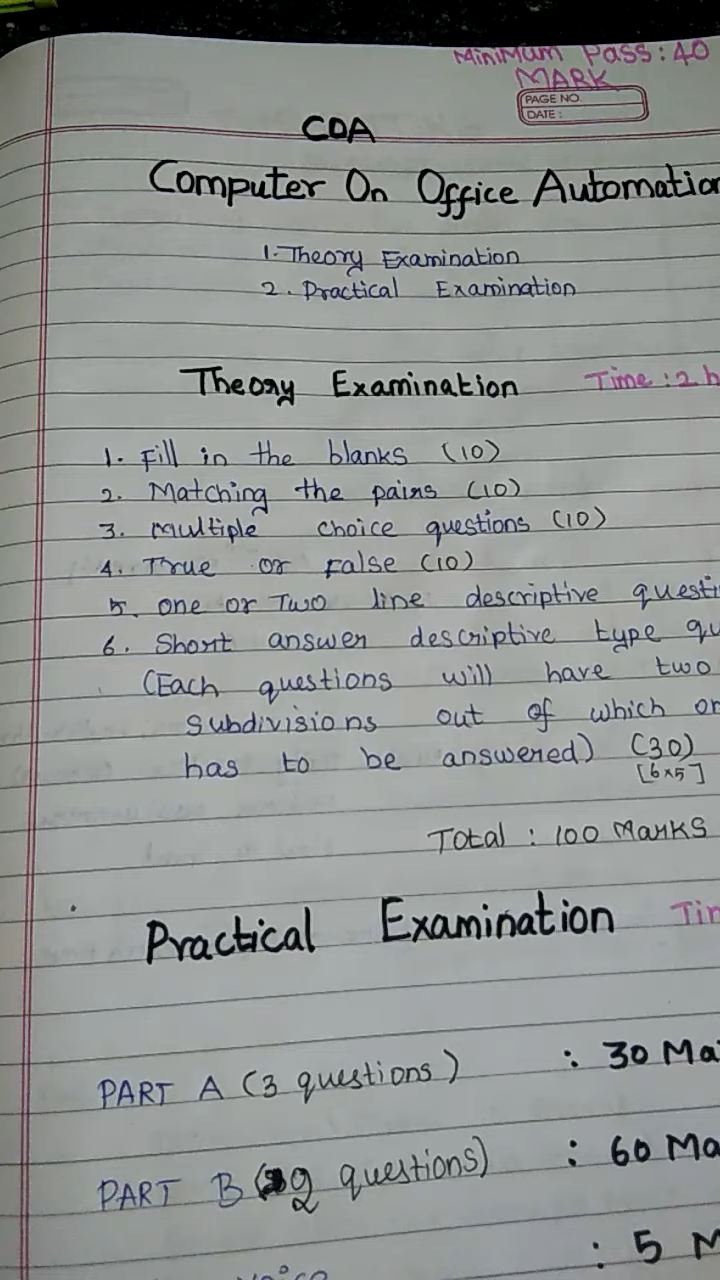 Minimum Pass: 40
MARK
PAGE NO.
DATE:
COA
Computer On Office Automation
1. Theory Examination
2. Practical Examination
Theory Examination Time: 2 h
1. Fill in the blanks (10)
2. Matching the pairs (10)
3. Multiple choice questions (10)
4. True or False (10)
5. one or Two line descriptive questi
6. Short answer descriptive type qu
(Each questions will have two
Subdivisions out of which on
has to be answered) (30)
[6x5]
Total : 100 Marks
Practical Examination Tim
PART A (3 questions) : 30 Ma
PART B (2 questions) : 60 Ma
: 5 M